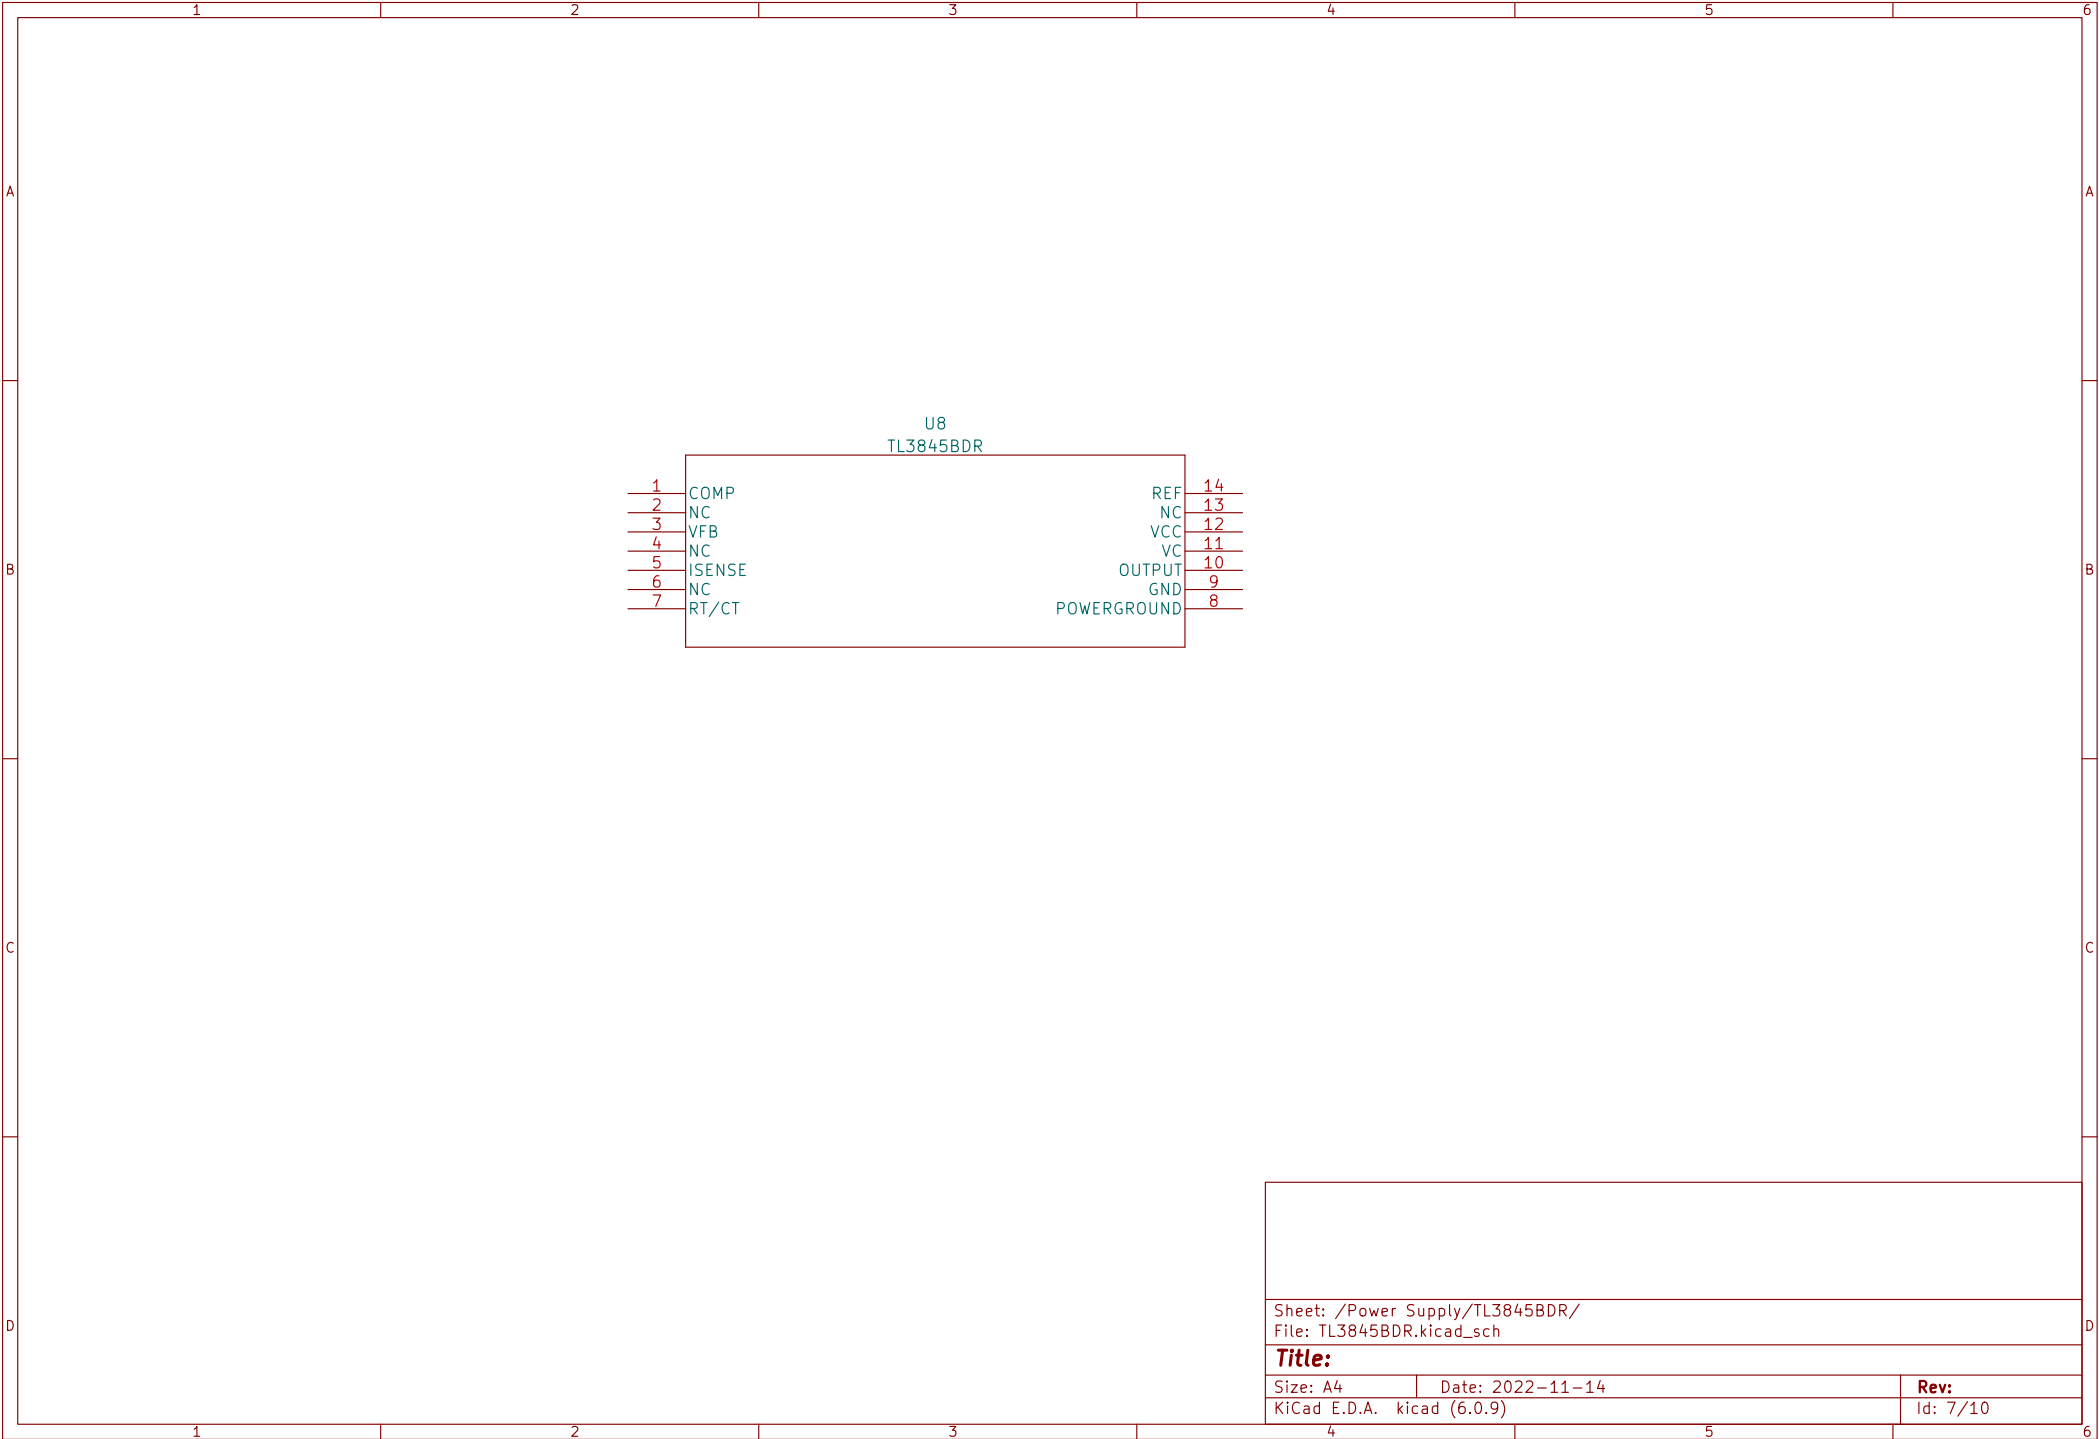 1 2 3 4 5 6
A A
U8
TL3845BDR
1 COMP REF 14
2 NC NC 13
3 VFB VCC 12
4 NC VC 11
B 5 ISENSE OUTPUT 10 B
6 NC GND 9
7 RT/CT POWERGROUND 8
C C
Sheet: /Power Supply/TL3845BDR/
D D
File: TL3845BDR.kicad_sch
Title:
Size: A4 Date: 2022-11-14 Rev:
KiCad E.D.A. kicad (6.0.9) Id: 7/10
1 2 3 4 5 6